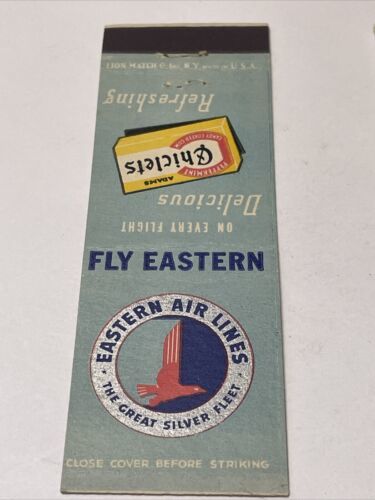 LION MATCH CO. INC. N.Y. MADE IN U.S.A.
Refreshing
PEPPERMINT
CANDY COATED GUM
Chiclets
ADAMS
Delicious
ON EVERY FLIGHT
FLY EASTERN
EASTERN AIR LINES
THE GREAT SILVER FLEET
CLOSE COVER BEFORE STRIKING